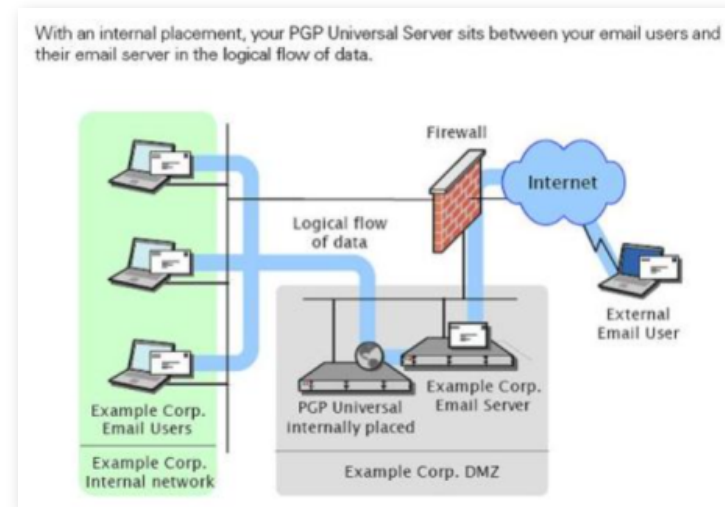 With an internal placement, your PGP Universal Server sits between your email users and
their email server in the logical flow of data.
Firewall
Internet
Logical flow
of data
External
Email User
Example Corp.
Email Users
PGP Universal
internally placed
Example Corp.
Email Server
Example Corp.
Internal network
Example Corp. DMZ